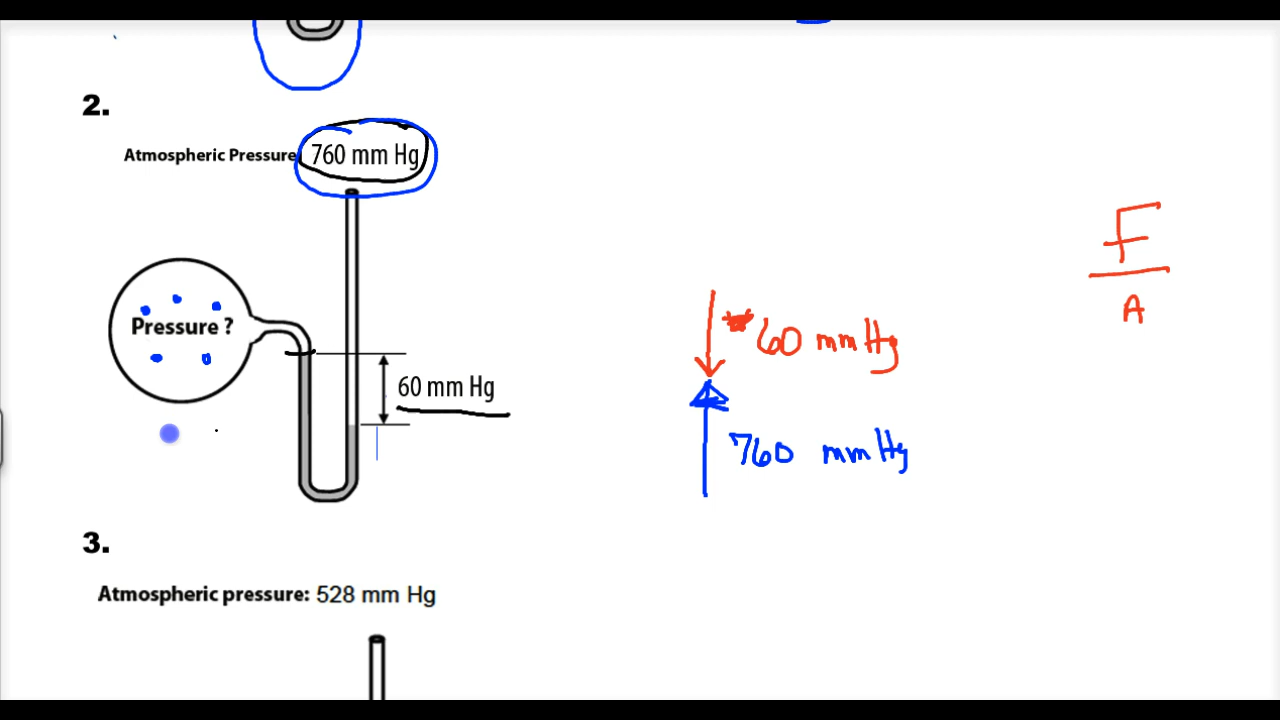 2.
Atmospheric Pressure 760 mm Hg
F
A
Pressure ?
60 mm Hg
60 mm Hg
760 mm Hg
3.
Atmospheric pressure: 528 mm Hg